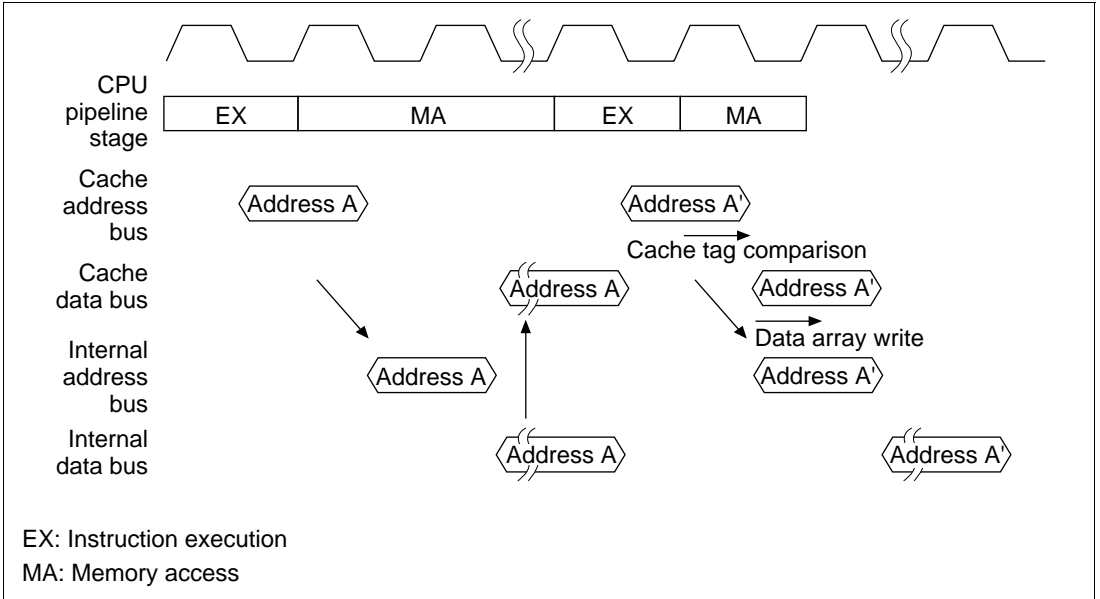 CPU
pipeline
stage
EX MA EX MA
Cache
address
bus
Address A Address A'
Cache tag comparison
Cache
data bus
Address A Address A'
Data array write
Internal
address
bus
Address A Address A'
Internal
data bus
Address A Address A'
EX: Instruction execution
MA: Memory access